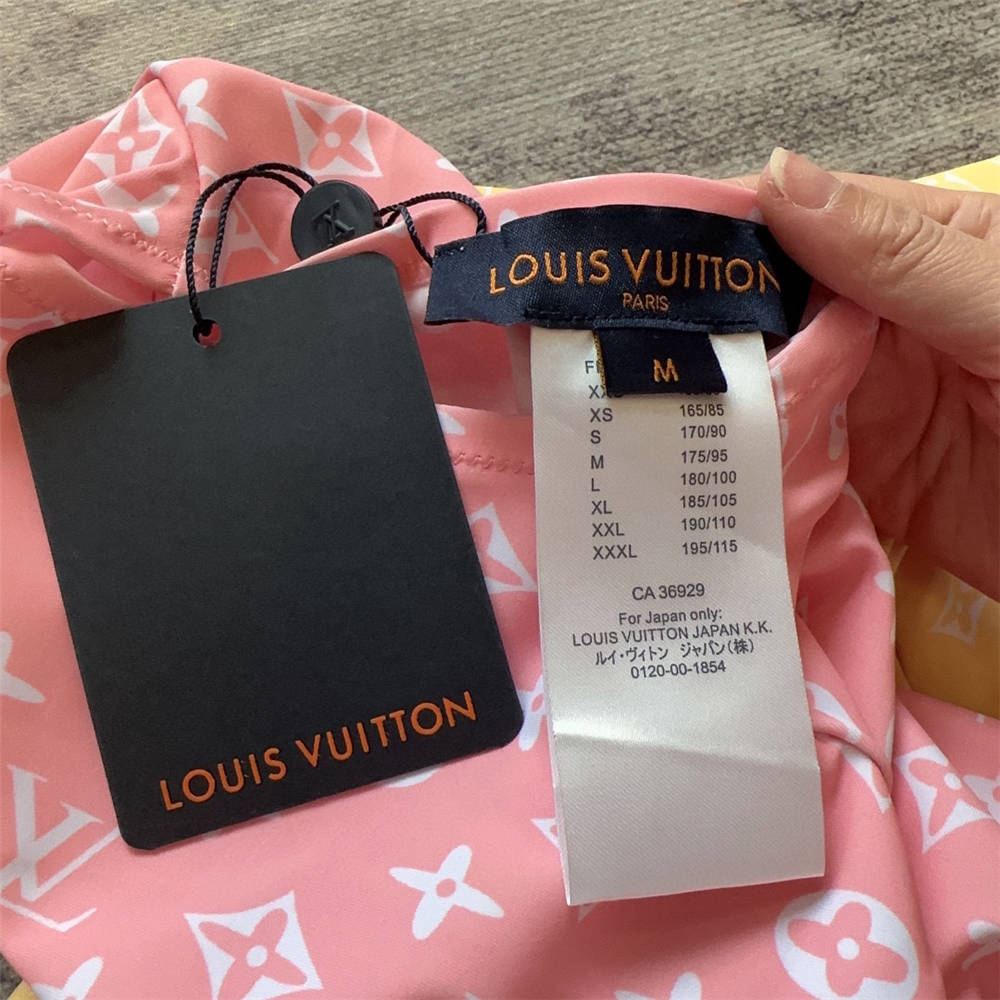 LOUIS VUITTON
PARIS
M
XS 165/85
S 170/90
M 175/95
L 180/100
XL 185/105
XXL 190/110
XXXL 195/115
CA 36929
For Japan only:
LOUIS VUITTON JAPAN K.K.
ルイ・ヴィトン ジャパン(株)
0120-00-1854
LOUIS VUITTON